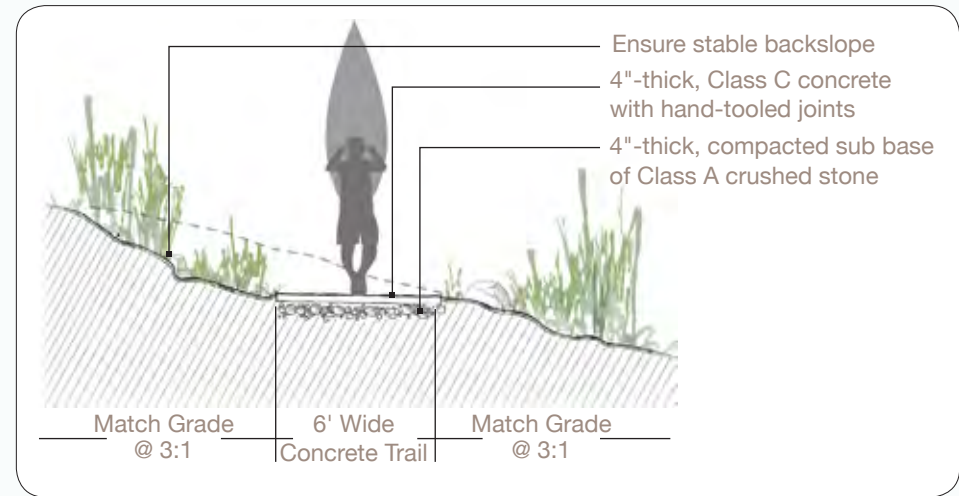 Ensure stable backslope
4"-thick, Class C concrete
with hand-tooled joints
4"-thick, compacted sub base
of Class A crushed stone
Match Grade
@ 3:1
6' Wide
Concrete Trail
Match Grade
@ 3:1